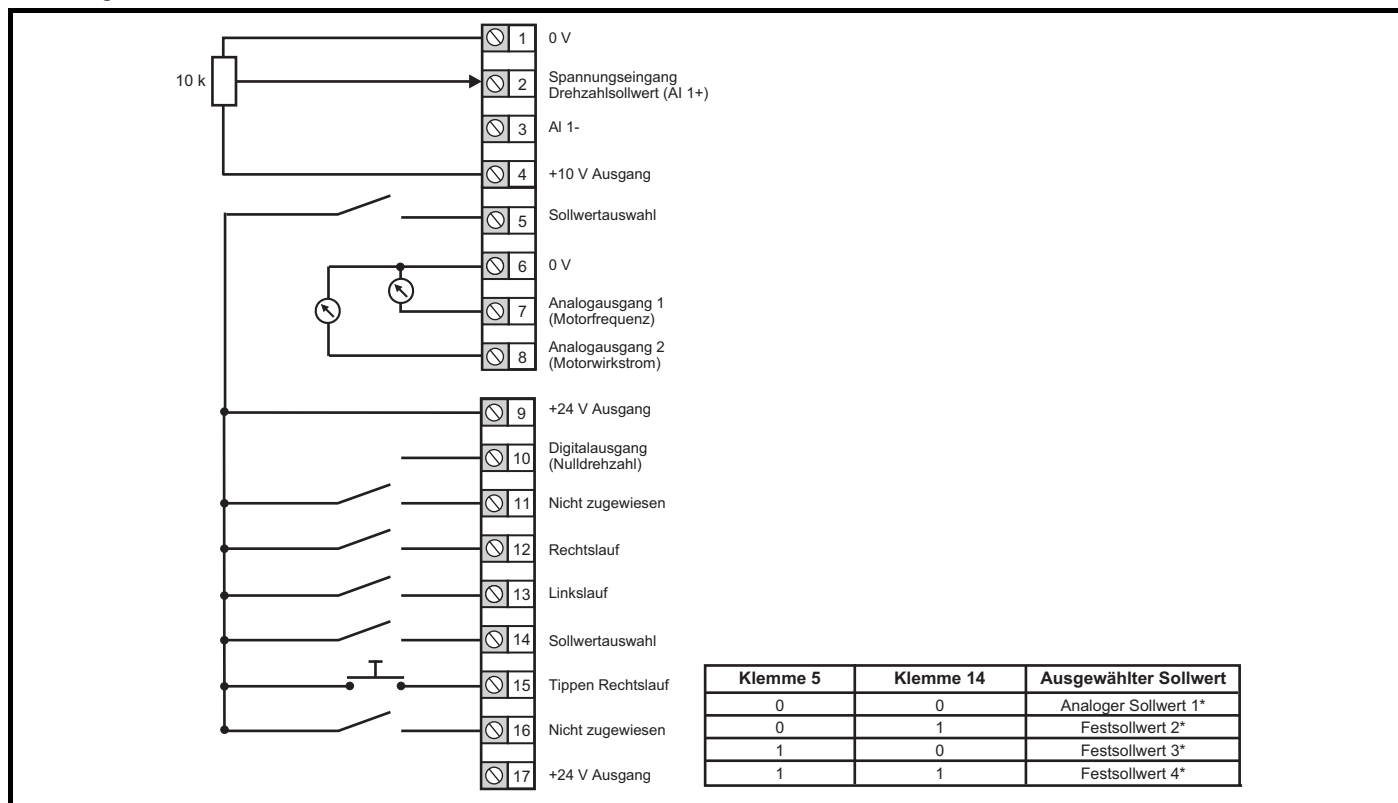 10 k
1 0 V
2 Spannungseingang
Drehzahlsollwert (AI 1+)
3 AI 1-
4 +10 V Ausgang
5 Sollwertauswahl
6 0 V
7 Analogausgang 1
(Motorfrequenz)
8 Analogausgang 2
(Motorwirkstrom)
9 +24 V Ausgang
10 Digitalausgang
(Nulldrehzahl)
11 Nicht zugewiesen
12 Rechtslauf
13 Linkslauf
14 Sollwertauswahl
15 Tippen Rechtslauf
16 Nicht zugewiesen
17 +24 V Ausgang
Klemme 5 Klemme 14 Ausgewählter Sollwert
0 0 Analoger Sollwert 1*
0 1 Festsollwert 2*
1 0 Festsollwert 3*
1 1 Festsollwert 4*